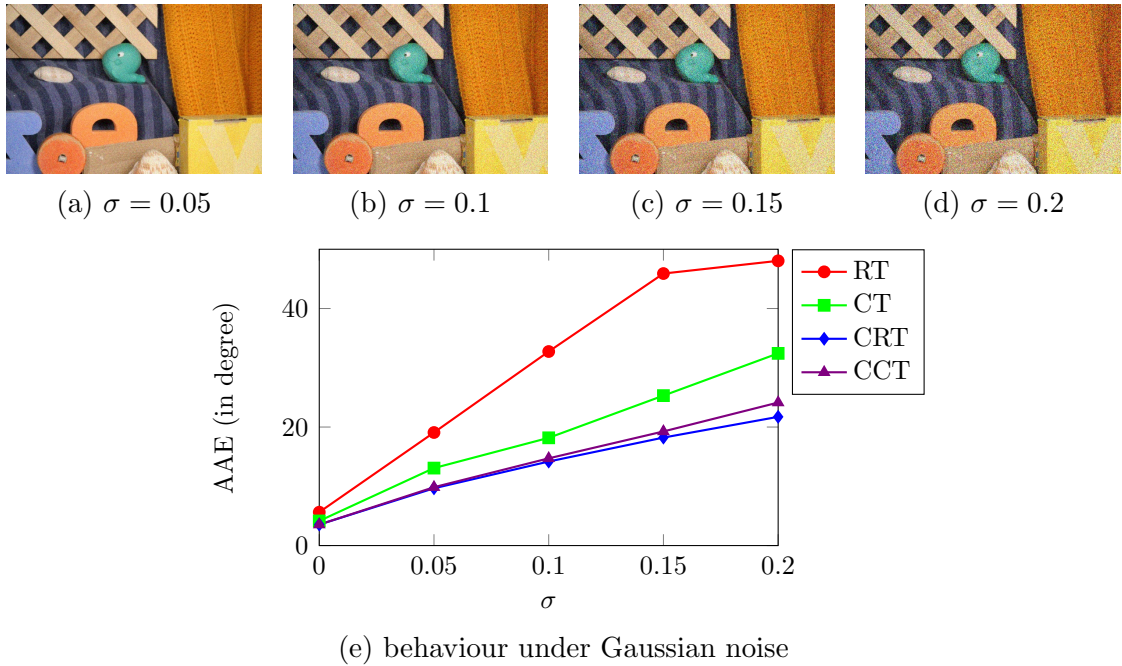 (a) σ = 0.05
(b) σ = 0.1
(c) σ = 0.15
(d) σ = 0.2
AAE (in degree)
40
20
0
0 0.05 0.1 0.15 0.2
σ
RT
CT
CRT
CCT
(e) behaviour under Gaussian noise